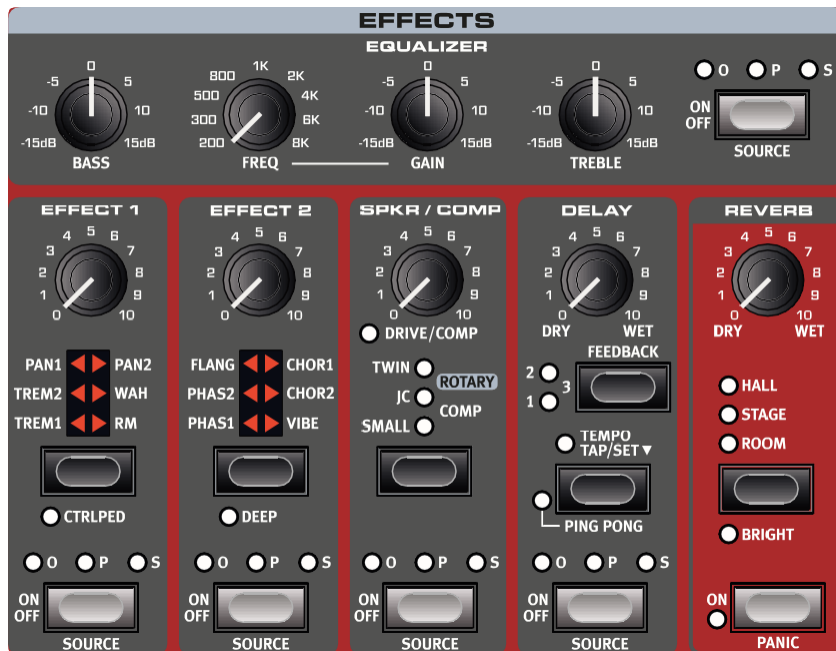 EFFECTS
EQUALIZER
-15dB -10 -5 0 5 10 15dB
BASS
200 300 500 800 1K 2K 4K 6K 8K
FREQ
-15dB -10 -5 0 5 10 15dB
GAIN
-15dB -10 -5 0 5 10 15dB
TREBLE
O P S
ON
OFF
SOURCE
EFFECT 1
0 1 2 3 4 5 6 7 8 9 10
PAN1 PAN2
TREM2 WAH
TREM1 RM
CTRLPED
O P S
ON
OFF
SOURCE
EFFECT 2
0 1 2 3 4 5 6 7 8 9 10
FLANG CHOR1
PHAS2 CHOR2
PHAS1 VIBE
DEEP
O P S
ON
OFF
SOURCE
SPKR / COMP
0 1 2 3 4 5 6 7 8 9 10
DRIVE/COMP
TWIN
ROTARY
JC
COMP
SMALL
O P S
ON
OFF
SOURCE
DELAY
0 1 2 3 4 5 6 7 8 9 10
DRY WET
FEEDBACK
2
3
1
TEMPO
TAP/SET▼
PING PONG
O P S
ON
OFF
SOURCE
REVERB
0 1 2 3 4 5 6 7 8 9 10
DRY WET
HALL
STAGE
ROOM
BRIGHT
ON
PANIC